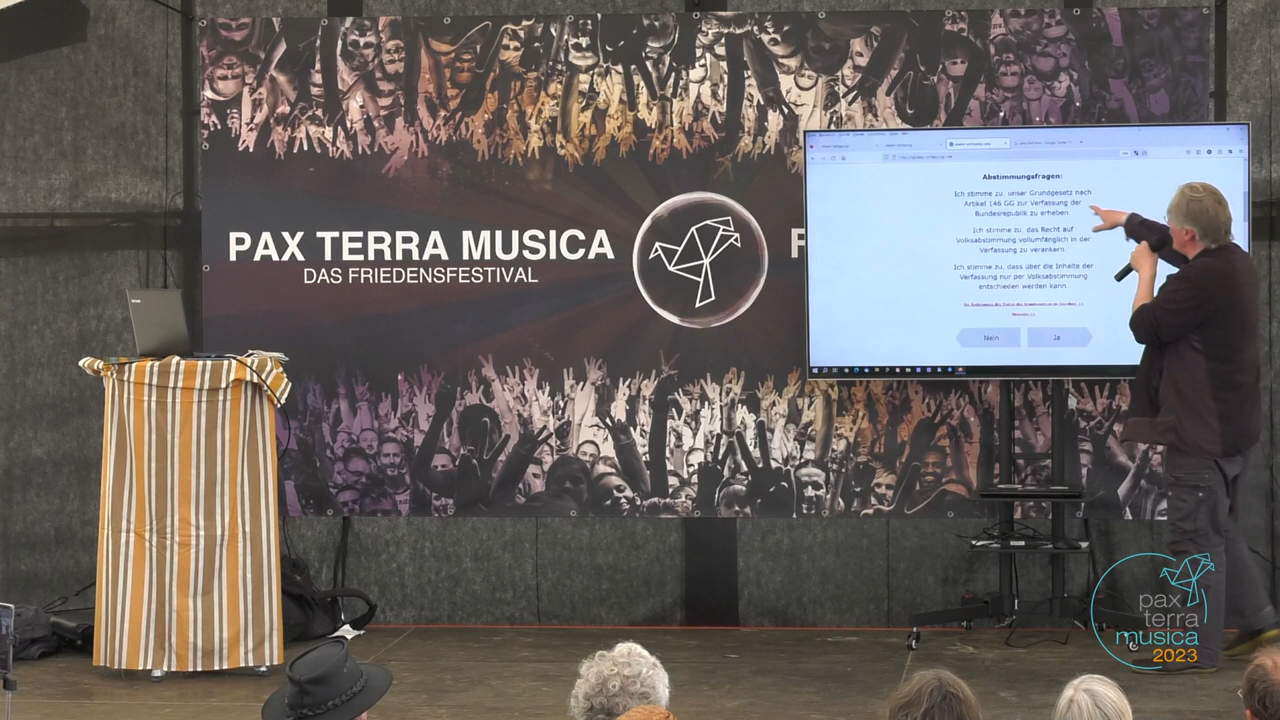 PAX TERRA MUSICA
DAS FRIEDENSFESTIVAL
Abstimmungsfragen:
Ich stimme zu, unser Grundgesetz nach
Artikel 146 GG zur Verfassung der
Bundesrepublik zu erheben.
Ich stimme zu, das Recht auf
Volksabstimmung vollumfänglich in der
Verfassung zu verankern.
Ich stimme zu, dass über die Inhalte der
Verfassung nur per Volksabstimmung
entschieden werden kann.
Nein
Ja
pax
terra
musica
2023